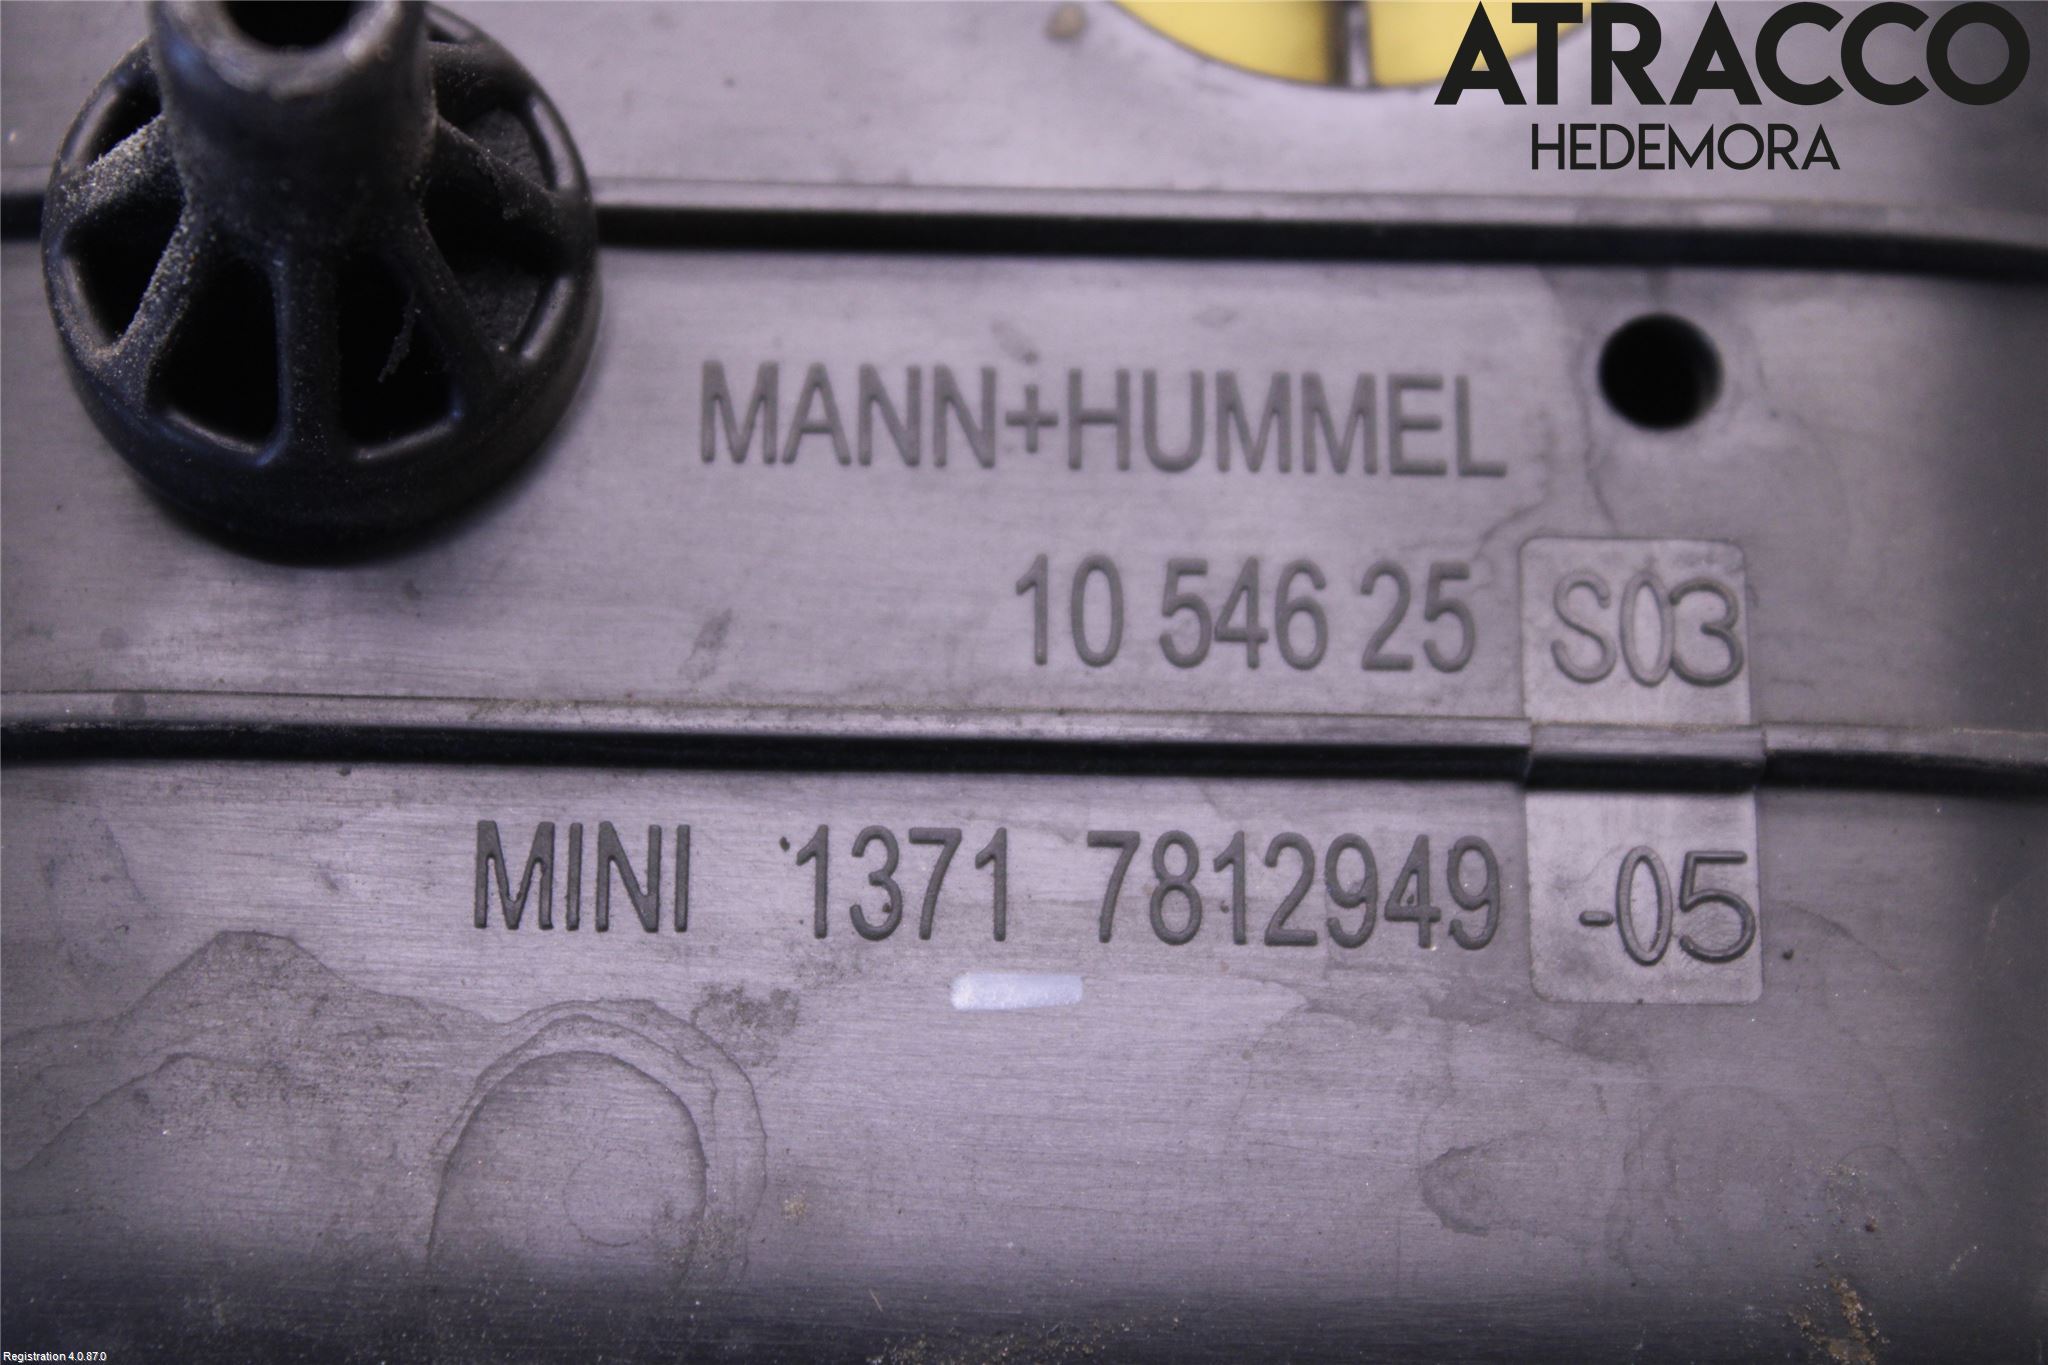 ATRACCO
HEDEMORA
MANN+HUMMEL
10 546 25 S03
MINI 1371 7812949 -05
Registration 4.0.87.0